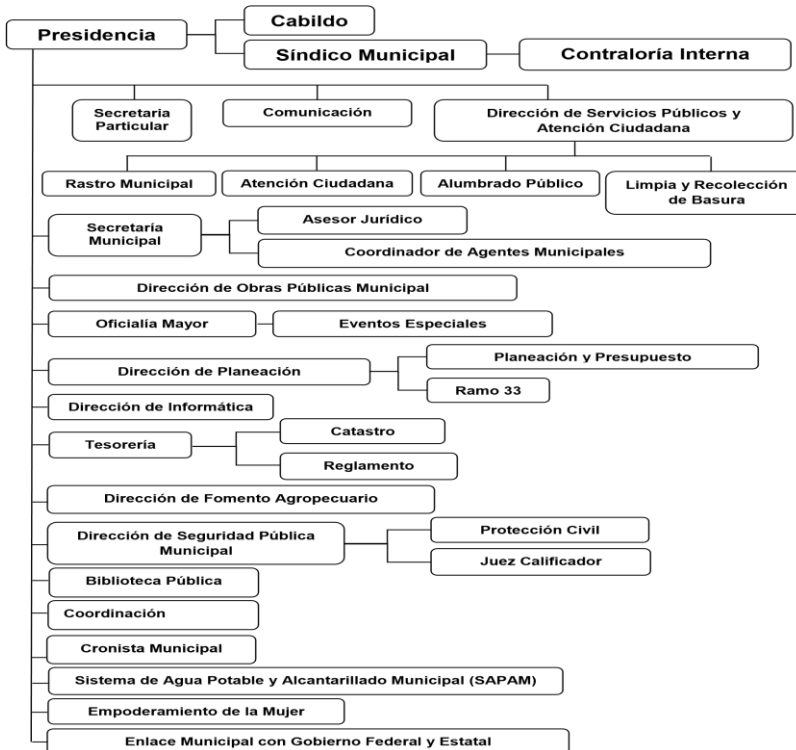 Cabildo
Presidencia
Síndico Municipal
Contraloría Interna
Secretaria
Particular
Comunicación
Dirección de Servicios Públicos y
Atención Ciudadana
Rastro Municipal
Atención Ciudadana
Alumbrado Público
Limpia y Recolección
de Basura
Secretaría
Municipal
Asesor Jurídico
Coordinador de Agentes Municipales
Dirección de Obras Públicas Municipal
Oficialía Mayor
Eventos Especiales
Dirección de Planeación
Planeación y Presupuesto
Ramo 33
Dirección de Informática
Tesorería
Catastro
Reglamento
Dirección de Fomento Agropecuario
Dirección de Seguridad Pública
Municipal
Protección Civil
Juez Calificador
Biblioteca Pública
Coordinación
Cronista Municipal
Sistema de Agua Potable y Alcantarillado Municipal (SAPAM)
Empoderamiento de la Mujer
Enlace Municipal con Gobierno Federal y Estatal